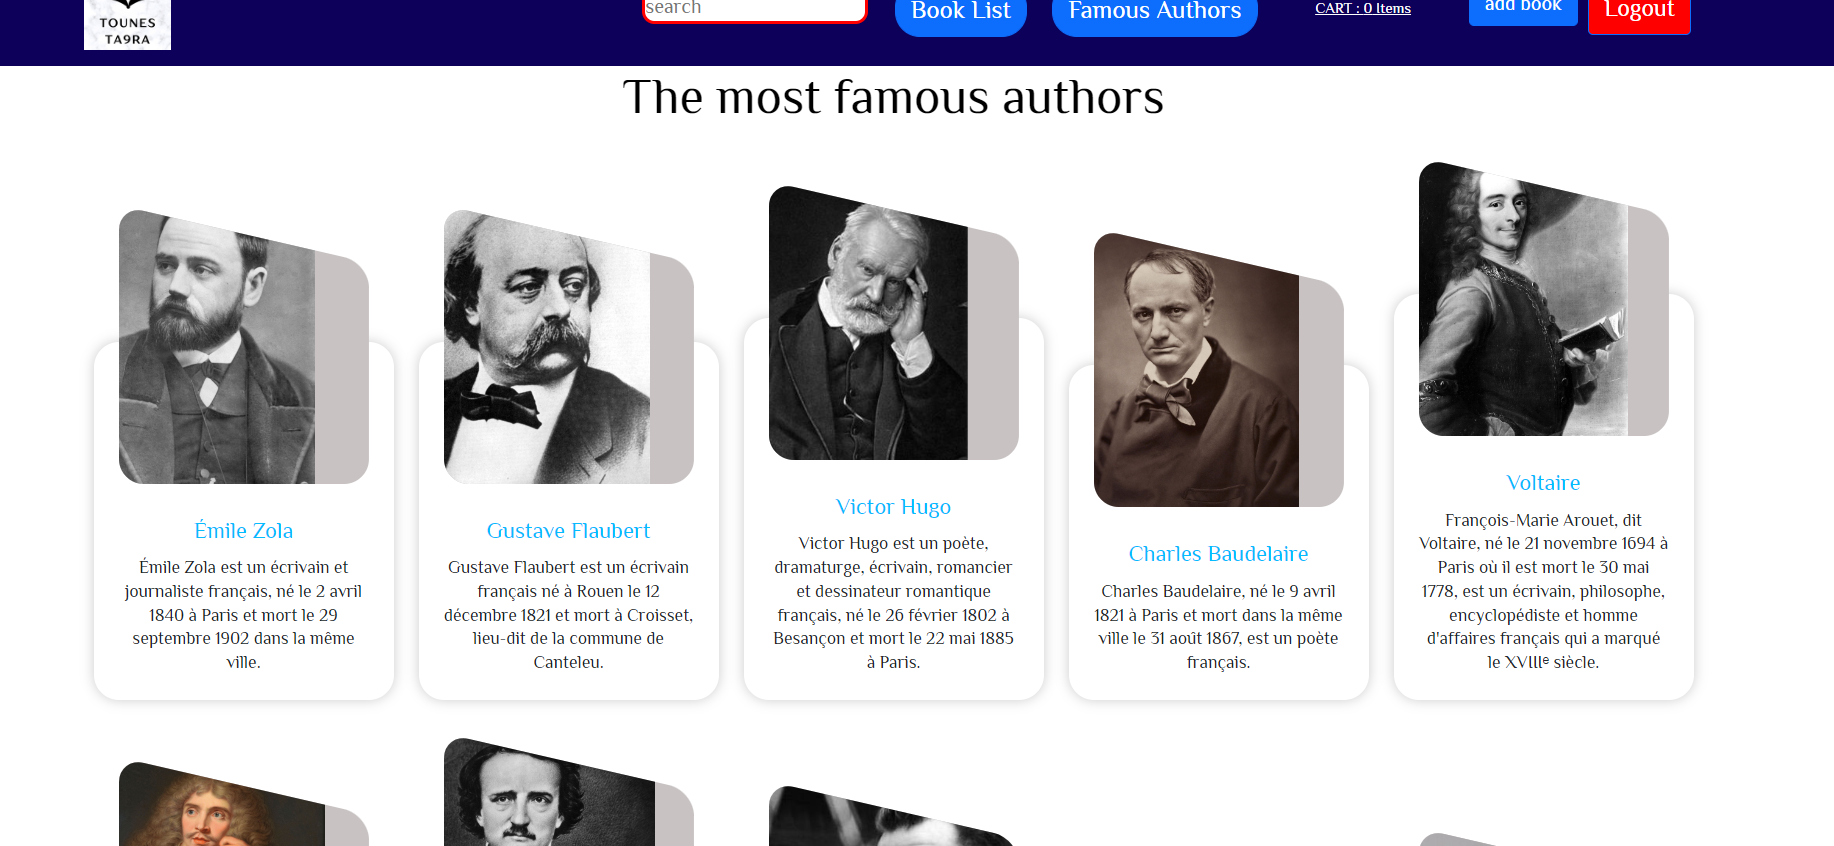 TOUNES
TA9RA
search
Book List
Famous Authors
CART : 0 Items
add book
Logout
The most famous authors
Émile Zola
Émile Zola est un écrivain et
journaliste français, né le 2 avril
1840 à Paris et mort le 29
septembre 1902 dans la même
ville.
Gustave Flaubert
Gustave Flaubert est un écrivain
français né à Rouen le 12
décembre 1821 et mort à Croisset,
lieu-dit de la commune de
Canteleu.
Victor Hugo
Victor Hugo est un poète,
dramaturge, écrivain, romancier
et dessinateur romantique
français, né le 26 février 1802 à
Besançon et mort le 22 mai 1885
à Paris.
Charles Baudelaire
Charles Baudelaire, né le 9 avril
1821 à Paris et mort dans la même
ville le 31 août 1867, est un poète
français.
Voltaire
François-Marie Arouet, dit
Voltaire, né le 21 novembre 1694 à
Paris où il est mort le 30 mai
1778, est un écrivain, philosophe,
encyclopédiste et homme
d'affaires français qui a marqué
le XVIIIᵉ siècle.